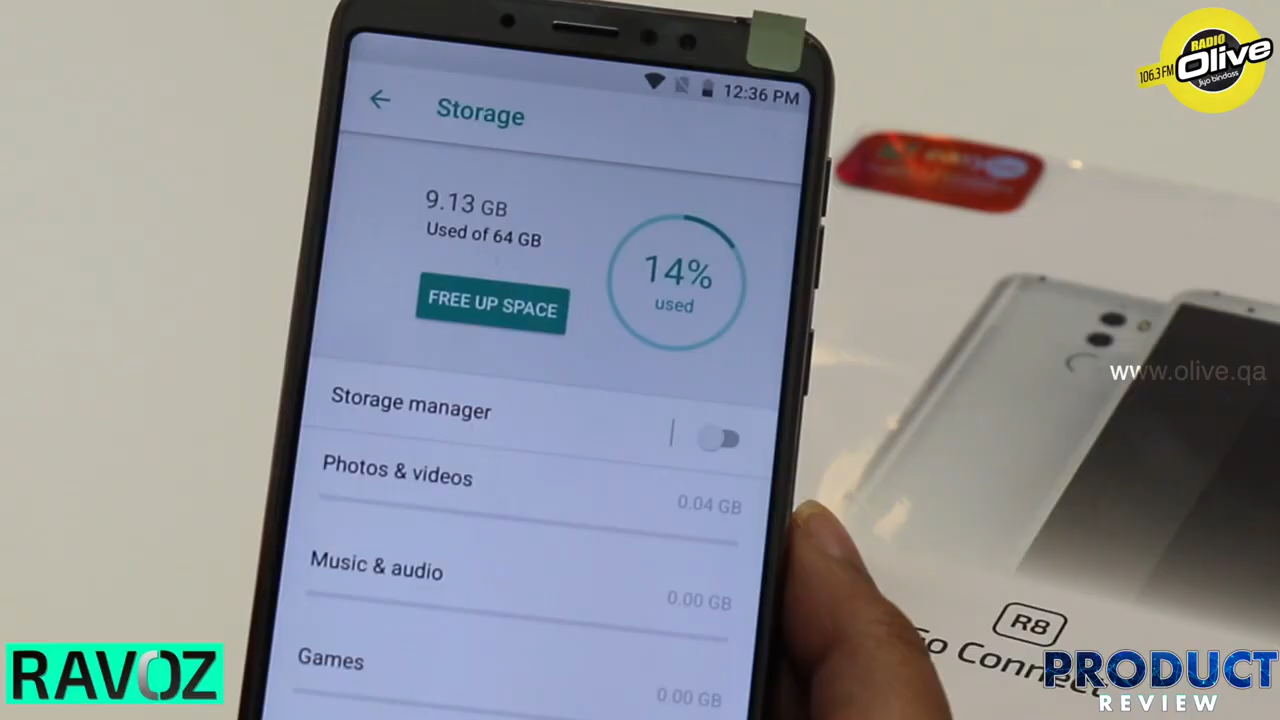 12:36 PM
Storage
9.13 GB
Used of 64 GB
FREE UP SPACE
14%
used
Storage manager
Photos & videos
0.04 GB
Music & audio
0.00 GB
Games
0.00 GB
RADIO
106.3 FM
Olive
Jiyo bindass
www.olive.qa
R8
Go Connect
RAVOZ
PRODUCT
REVIEW